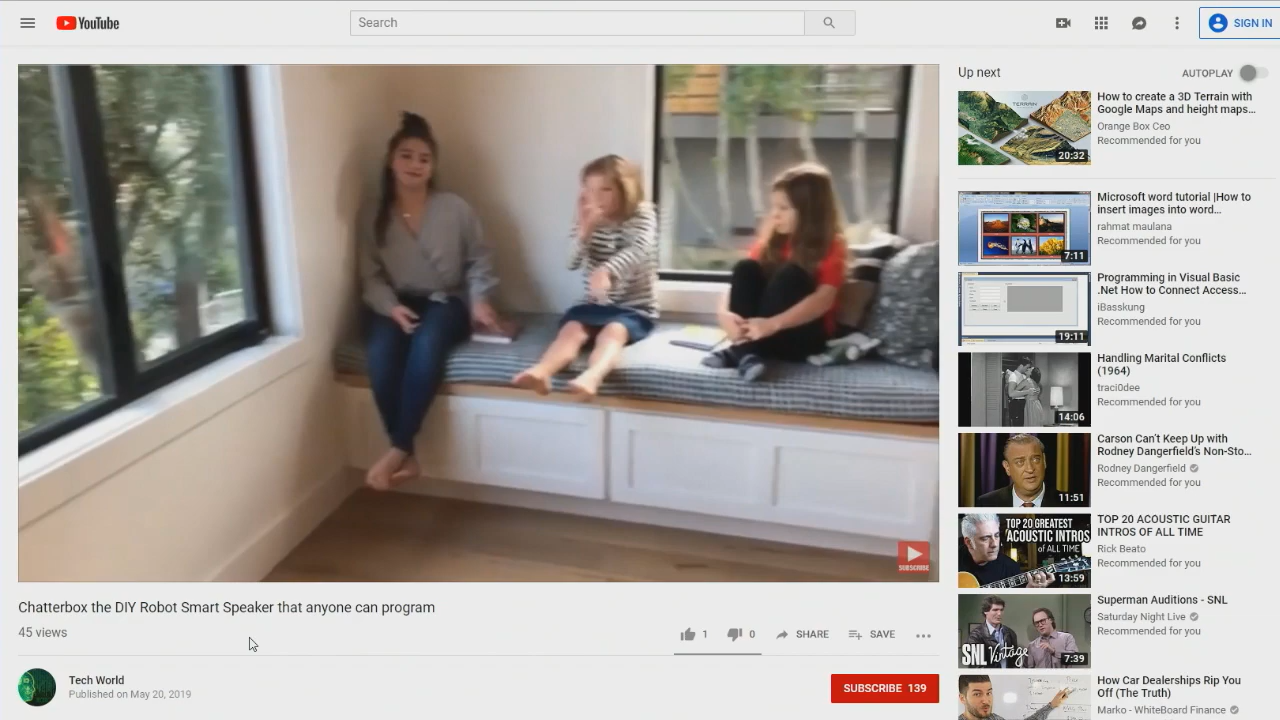 YouTube
Search
SIGN IN
SUBSCRIBE
Chatterbox the DIY Robot Smart Speaker that anyone can program
45 views
1
0
SHARE
SAVE
Tech World
Published on May 20, 2019
SUBSCRIBE 139
Up next
AUTOPLAY
TERRAIN
20:32
How to create a 3D Terrain with
Google Maps and height maps...
Orange Box Ceo
Recommended for you
7:11
Microsoft word tutorial |How to
insert images into word...
rahmat maulana
Recommended for you
19:11
Programming in Visual Basic
.Net How to Connect Access...
iBasskung
Recommended for you
14:06
Handling Marital Conflicts
(1964)
traci0dee
Recommended for you
11:51
Carson Can't Keep Up with
Rodney Dangerfield's Non-Sto...
Rodney Dangerfield
Recommended for you
TOP 20 GREATEST
ACOUSTIC INTROS
of ALL TIME
13:59
TOP 20 ACOUSTIC GUITAR
INTROS OF ALL TIME
Rick Beato
Recommended for you
SNL Vintage
7:39
Superman Auditions - SNL
Saturday Night Live
Recommended for you
How Car Dealerships Rip You
Off (The Truth)
Marko - WhiteBoard Finance